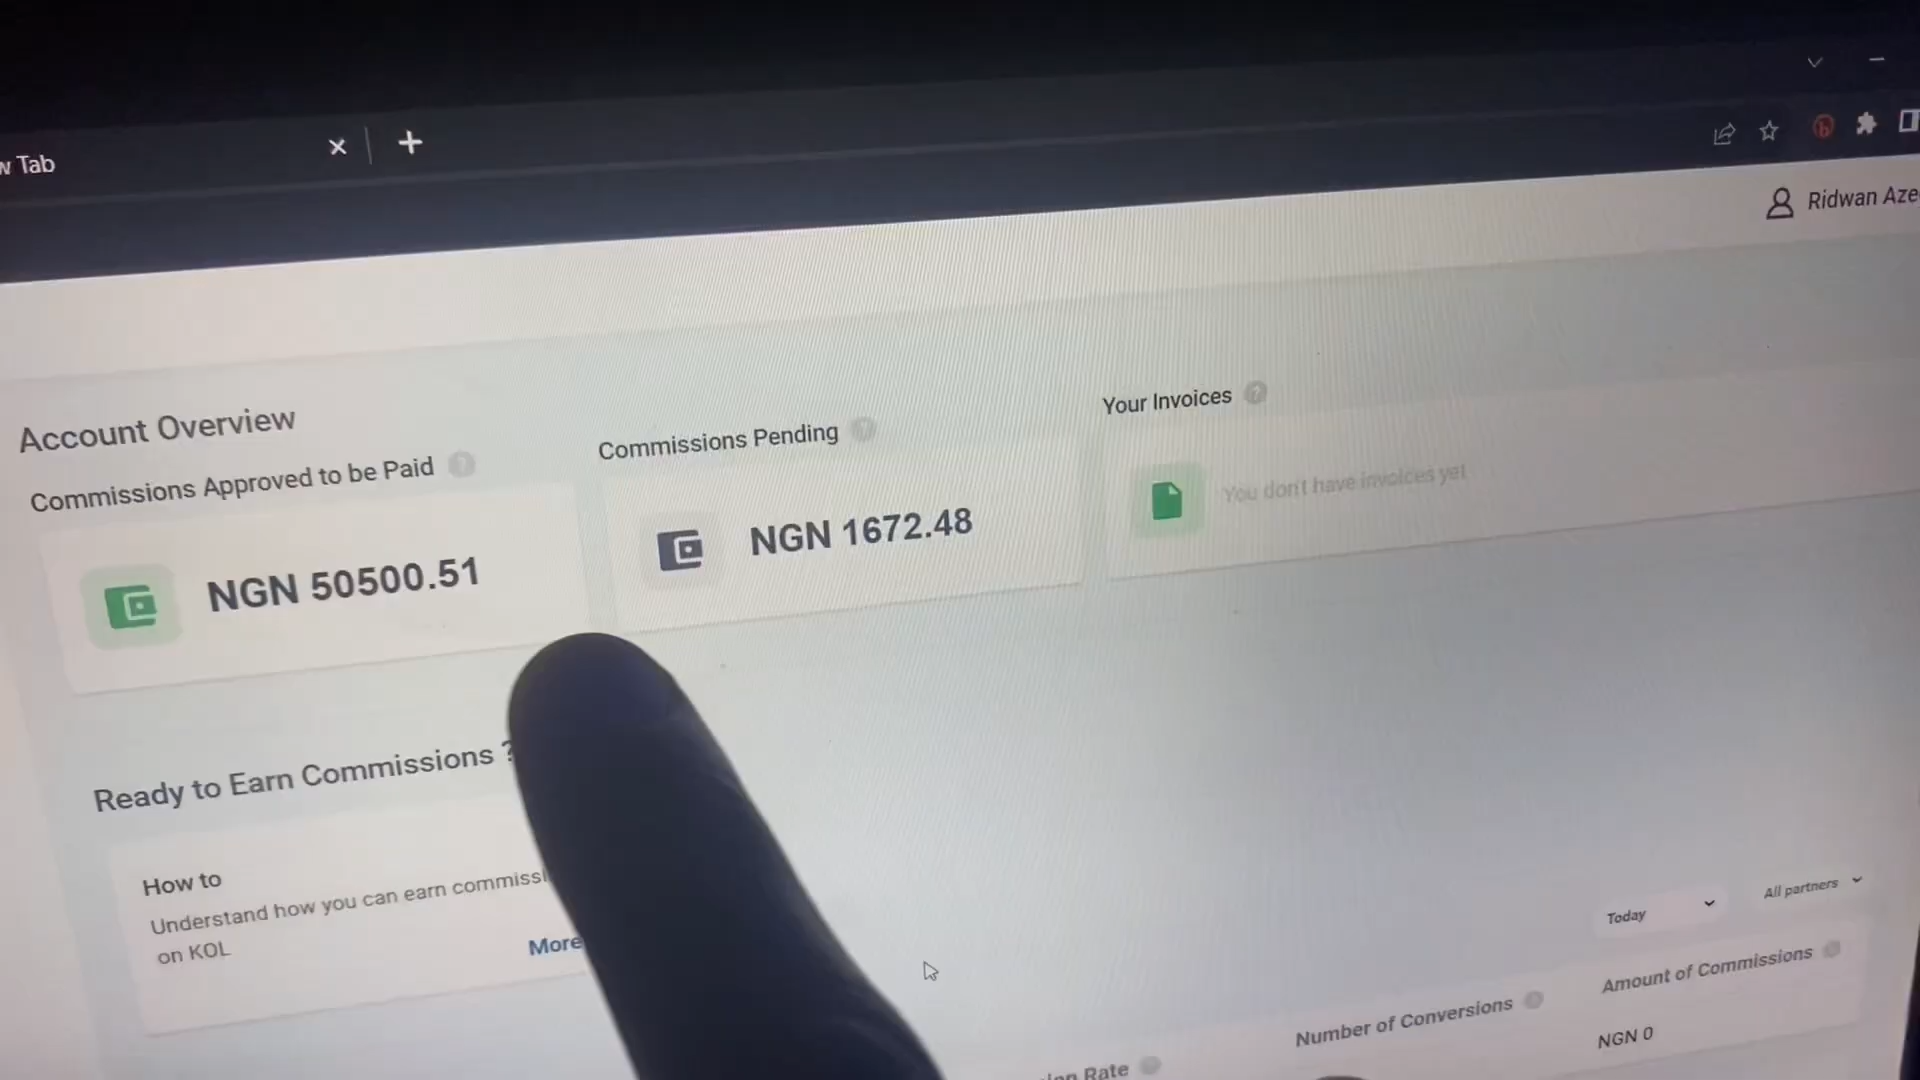 Tab
Ridwan Aze
Account Overview
Commissions Approved to be Paid
NGN 50500.51
Commissions Pending
NGN 1672.48
Your Invoices
You don't have invoices yet
Ready to Earn Commissions ?
How to
Understand how you can earn
on KOL
More
Today
All partners
Rate
Number of Conversions
Amount of Commissions
NGN 0